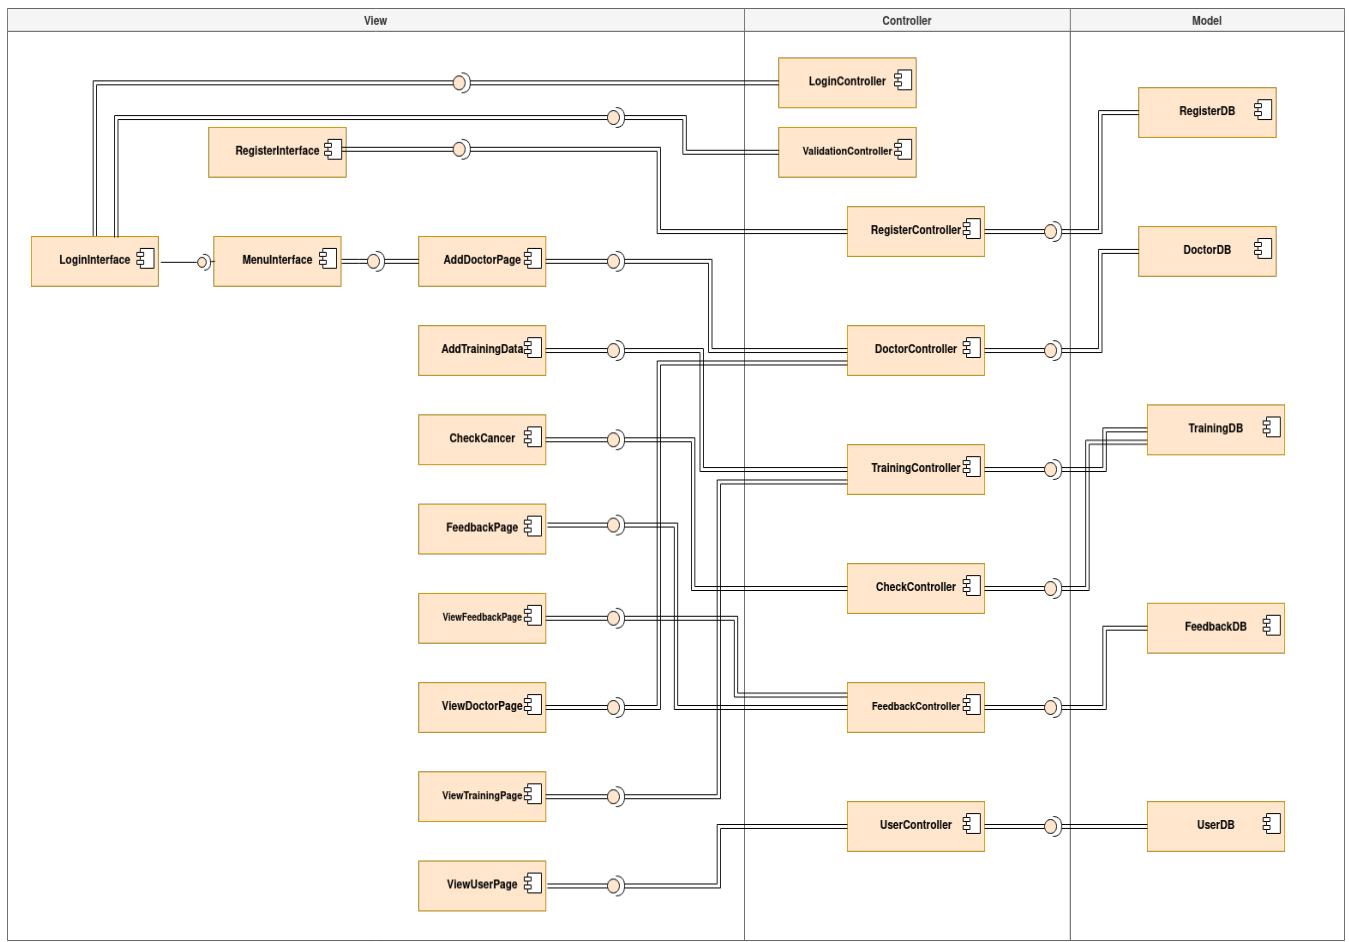 View
Controller
Model
LoginController
RegisterDB
RegisterInterface
ValidationController
RegisterController
LoginInterface
MenuInterface
AddDoctorPage
DoctorDB
AddTrainingData
DoctorController
CheckCancer
TrainingDB
TrainingController
FeedbackPage
CheckController
ViewFeedbackPage
FeedbackDB
ViewDoctorPage
FeedbackController
ViewTrainingPage
UserController
UserDB
ViewUserPage